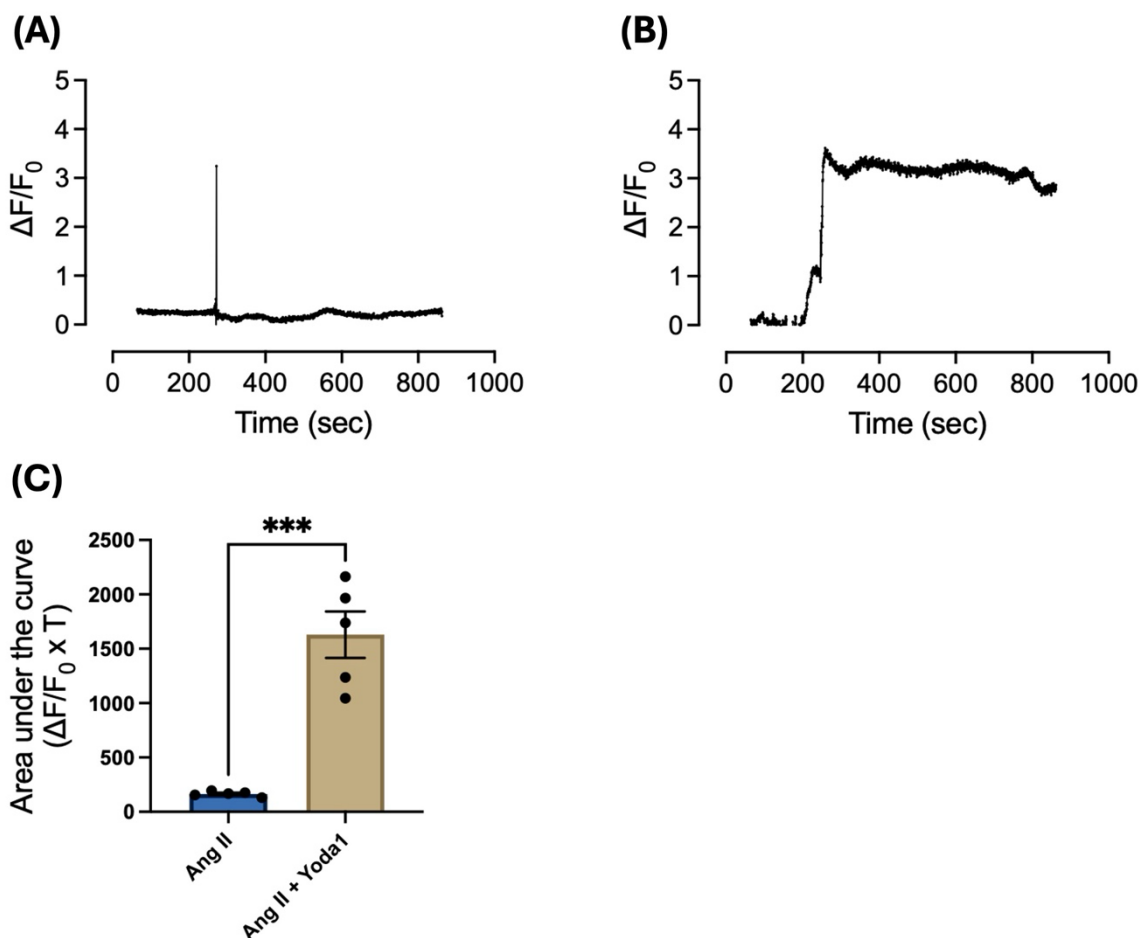 (A)
5
4
3
2
1
0
ΔF/F0
0 200 400 600 800 1000
Time (sec)
(B)
5
4
3
2
1
0
ΔF/F0
0 200 400 600 800 1000
Time (sec)
(C)
2500
2000
1500
1000
500
0
Area under the curve
(ΔF/F0 x T)
***
Ang II
Ang II + Yoda1